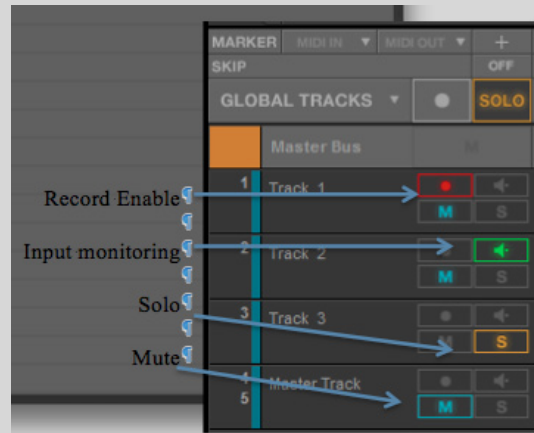 MARKER MIDI IN ▼ MIDI OUT ▼ +
SKIP OFF
GLOBAL TRACKS ▼ SOLO
Master Bus M
Record Enable¶ 1 Track 1
¶ M S
Input monitoring¶ 2 Track 2
¶ M S
Solo¶ 3 Track 3
¶ M S
Mute¶ 4 Master Track
5 M S